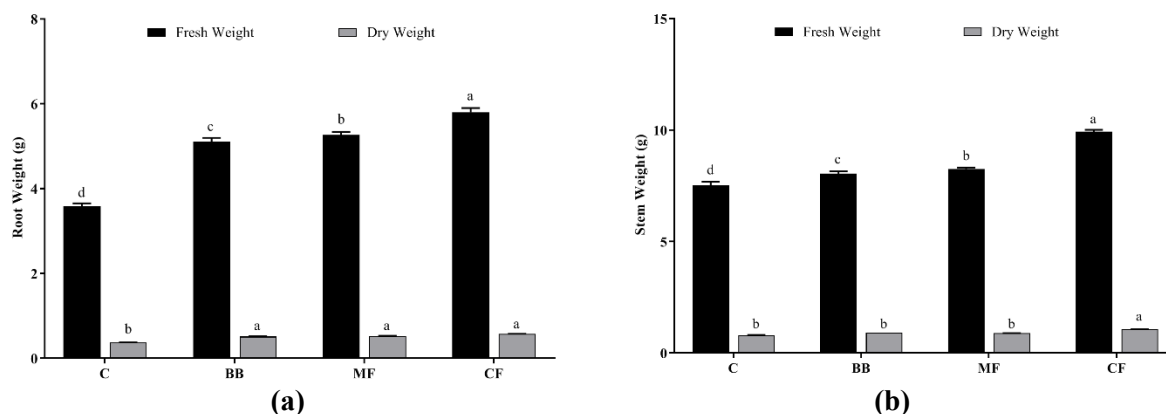 8
6
4
2
0
Root Weight (g)
Fresh Weight
Dry Weight
d
b
c
a
b
a
a
a
C
BB
MF
CF
(a)
15
10
5
0
Stem Weight (g)
Fresh Weight
Dry Weight
d
b
c
b
b
b
a
a
C
BB
MF
CF
(b)